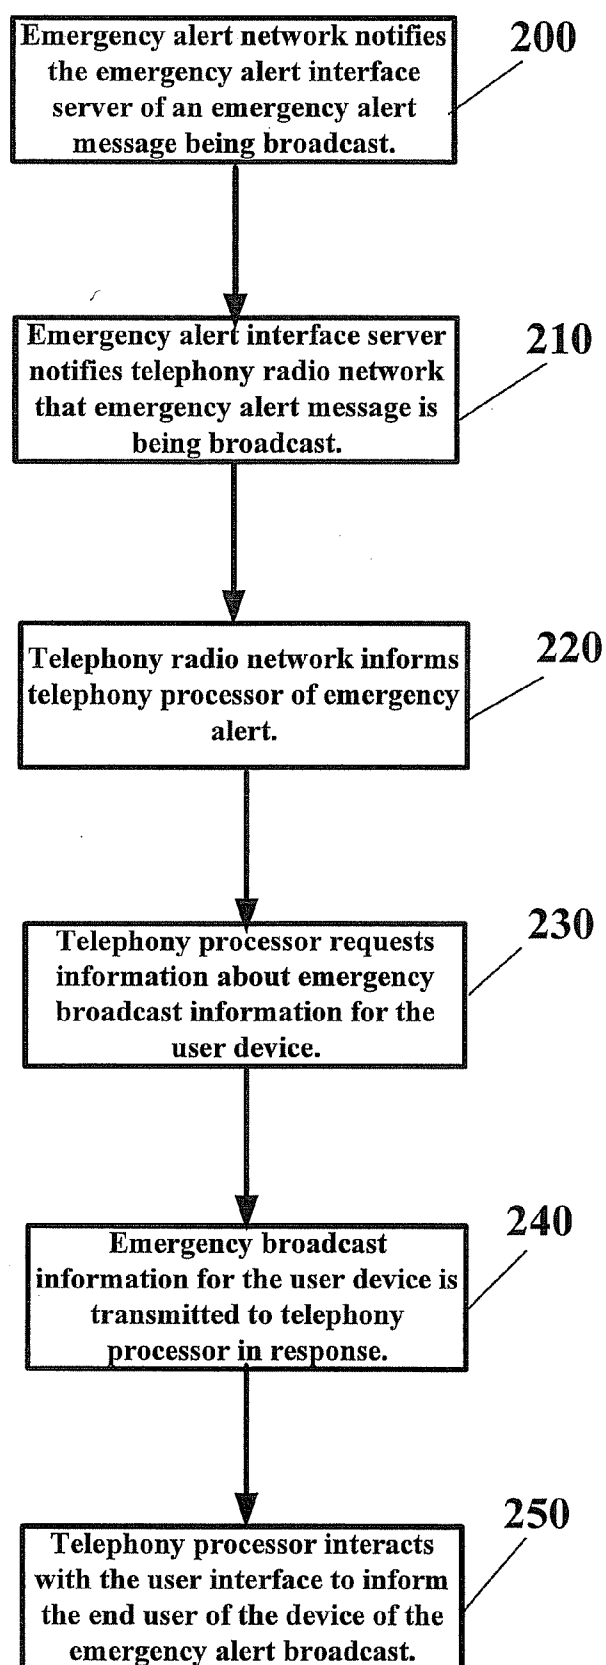 Emergency alert network notifies
the emergency alert interface
server of an emergency alert
message being broadcast.
200
Emergency alert interface server
notifies telephony radio network
that emergency alert message is
being broadcast.
210
Telephony radio network informs
telephony processor of emergency
alert.
220
Telephony processor requests
information about emergency
broadcast information for the
user device.
230
Emergency broadcast
information for the user device is
transmitted to telephony
processor in response.
240
Telephony processor interacts
with the user interface to inform
the end user of the device of the
emergency alert broadcast.
250